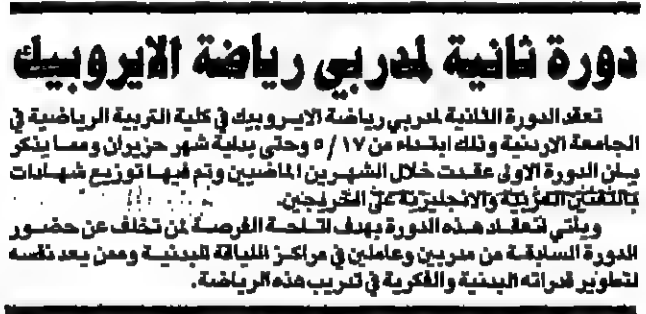 دورة ثانية لمدربي رياضة الايروبيك
تعقد الدورة الثانية لمدربي رياضة الايروبيك في كلية التربية الرياضية في
الجامعة الاردنية وذلك ابتداء من ١٧ / ٥ وحتى بداية شهر حزيران ومما يذكر
بان الدورة الاولى عقدت خلال الشهرين الماضيين وتم فيها توزيع شهادات
باللغتين العربية والانجليزية على الخريجين.
ويأتي انعقاد هذه الدورة بهدف اتاحة الفرصة لمن تخلف عن حضور
الدورة السابقة من مدربين وعاملين في مراكز اللياقة البدنية وممن يعد نفسه
لتطوير قدراته البدنية والفكرية في تدريب هذه الرياضة.